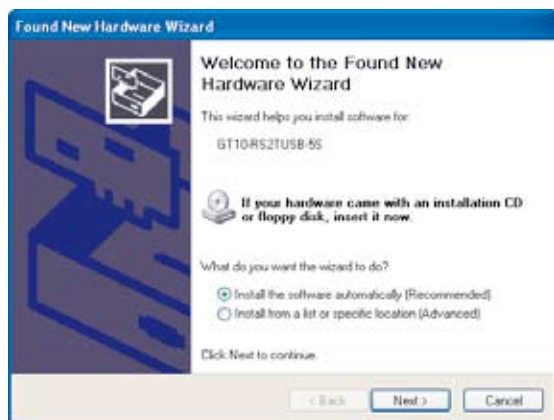 Found New Hardware Wizard
Welcome to the Found New
Hardware Wizard
This wizard helps you install software for:
GT10-RS2TUSB-5S
If your hardware came with an installation CD
or floppy disk, insert it now.
What do you want the wizard to do?
Install the software automatically (Recommended)
Install from a list or specific location (Advanced)
Click Next to continue.
< Back
Next >
Cancel